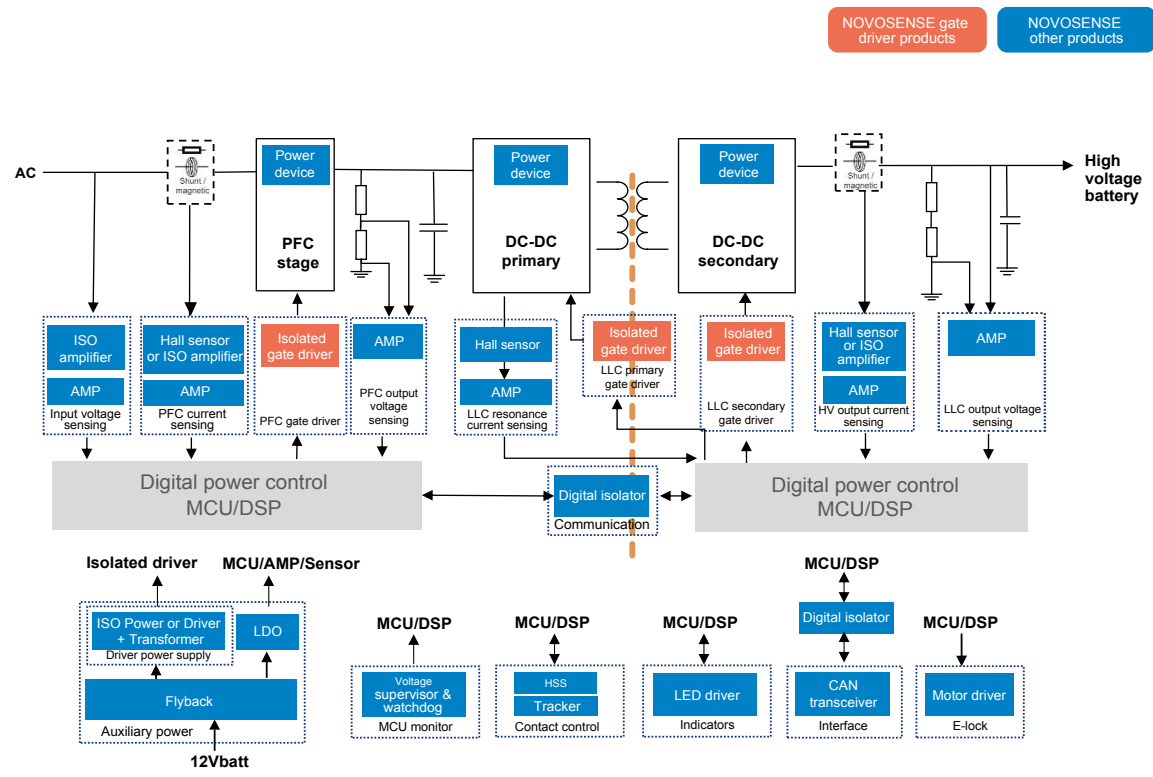 NOVOSENSE gate
driver products
NOVOSENSE
other products
AC
Shunt /
magnetic
Power
device
PFC
stage
Power
device
DC-DC
primary
Power
device
DC-DC
secondary
Shunt /
magnetic
High
voltage
battery
ISO
amplifier
AMP
Input voltage
sensing
Hall sensor
or ISO amplifier
AMP
PFC current
sensing
Isolated
gate driver
PFC gate driver
AMP
PFC output
voltage
sensing
Hall sensor
AMP
LLC resonance
current sensing
Isolated
gate driver
LLC primary
gate driver
Isolated
gate driver
LLC secondary
gate driver
Hall sensor
or ISO
amplifier
AMP
HV output current
sensing
AMP
LLC output voltage
sensing
Digital power control
MCU/DSP
Digital isolator
Communication
Digital power control
MCU/DSP
Isolated driver
MCU/AMP/Sensor
ISO Power or Driver
+ Transformer
Driver power supply
LDO
Flyback
Auxiliary power
12Vbatt
MCU/DSP
Voltage
supervisor &
watchdog
MCU monitor
MCU/DSP
HSS
Tracker
Contact control
MCU/DSP
LED driver
Indicators
MCU/DSP
Digital isolator
CAN
transceiver
Interface
MCU/DSP
Motor driver
E-lock